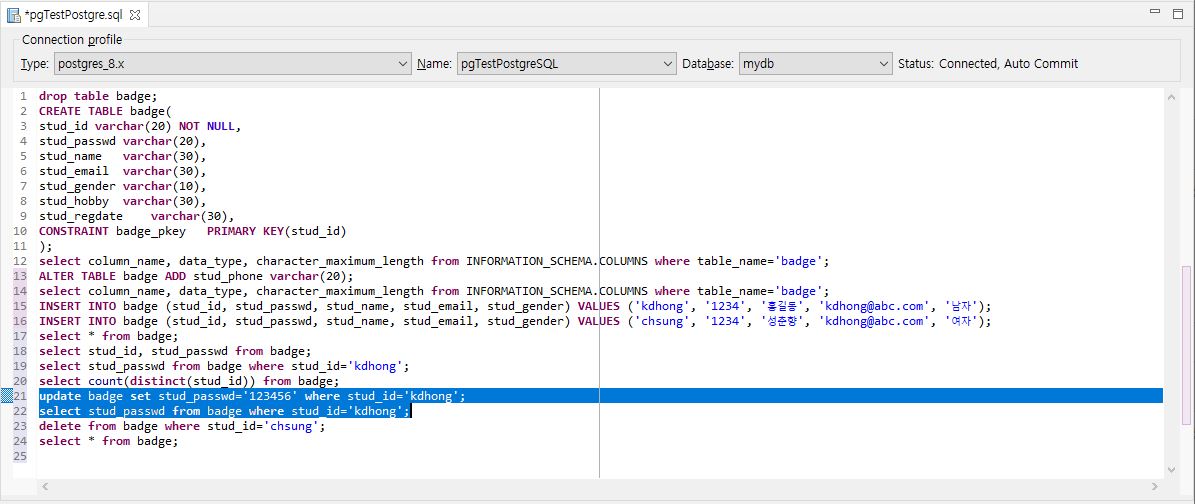 *pgTestPostgre.sql
Connection profile
Type: postgres_8.x Name: pgTestPostgreSQL Database: mydb Status: Connected, Auto Commit
1 drop table badge;
2 CREATE TABLE badge(
3 stud_id varchar(20) NOT NULL,
4 stud_passwd varchar(20),
5 stud_name varchar(30),
6 stud_email varchar(30),
7 stud_gender varchar(10),
8 stud_hobby varchar(30),
9 stud_regdate varchar(30),
10 CONSTRAINT badge_pkey PRIMARY KEY(stud_id)
11 );
12 select column_name, data_type, character_maximum_length from INFORMATION_SCHEMA.COLUMNS where table_name='badge';
13 ALTER TABLE badge ADD stud_phone varchar(20);
14 select column_name, data_type, character_maximum_length from INFORMATION_SCHEMA.COLUMNS where table_name='badge';
15 INSERT INTO badge (stud_id, stud_passwd, stud_name, stud_email, stud_gender) VALUES ('kdhong', '1234', '홍길동', 'kdhong@abc.com', '남자');
16 INSERT INTO badge (stud_id, stud_passwd, stud_name, stud_email, stud_gender) VALUES ('chsung', '1234', '성춘향', 'kdhong@abc.com', '여자');
17 select * from badge;
18 select stud_id, stud_passwd from badge;
19 select stud_passwd from badge where stud_id='kdhong';
20 select count(distinct(stud_id)) from badge;
21 update badge set stud_passwd='123456' where stud_id='kdhong';
22 select stud_passwd from badge where stud_id='kdhong';
23 delete from badge where stud_id='chsung';
24 select * from badge;
25